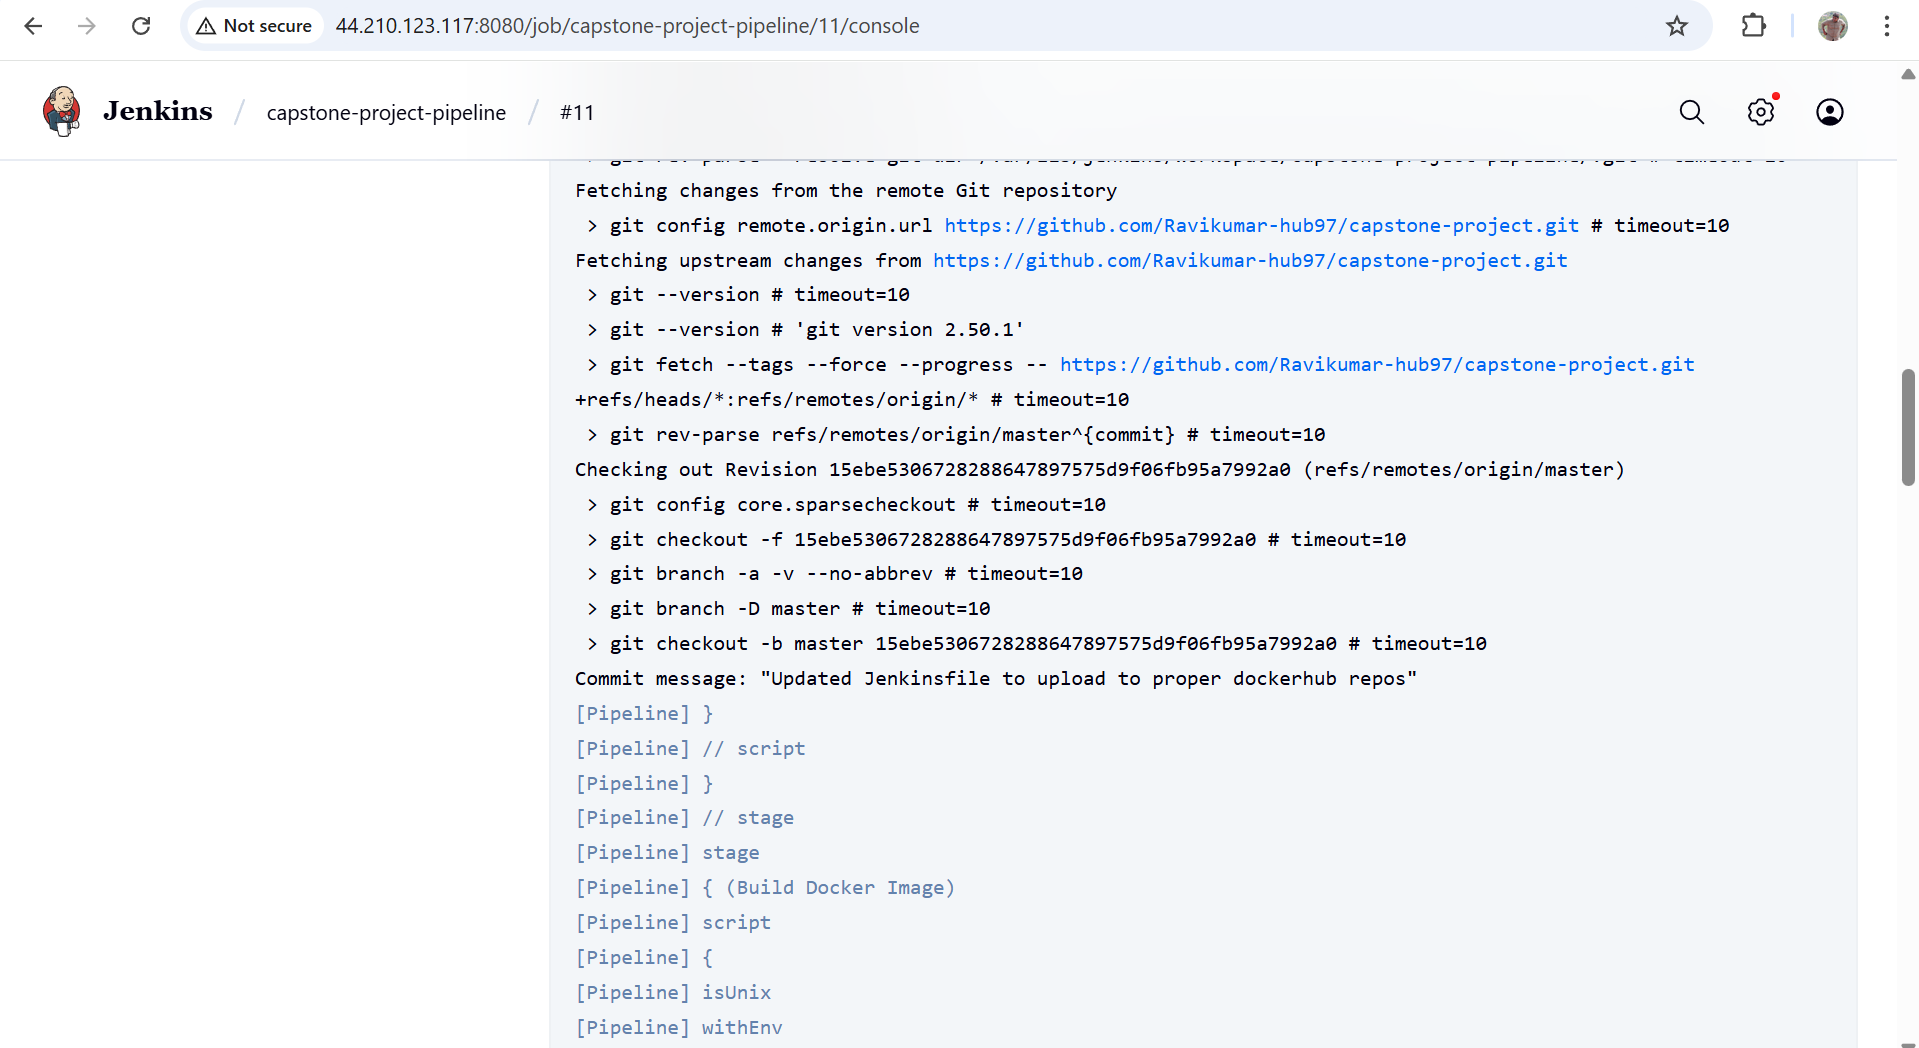 Not secure 44.210.123.117:8080/job/capstone-project-pipeline/11/console
Jenkins / capstone-project-pipeline / #11
Fetching changes from the remote Git repository
> git config remote.origin.url https://github.com/Ravikumar-hub97/capstone-project.git # timeout=10
Fetching upstream changes from https://github.com/Ravikumar-hub97/capstone-project.git
> git --version # timeout=10
> git --version # 'git version 2.50.1'
> git fetch --tags --force --progress -- https://github.com/Ravikumar-hub97/capstone-project.git
+refs/heads/*:refs/remotes/origin/* # timeout=10
> git rev-parse refs/remotes/origin/master^{commit} # timeout=10
Checking out Revision 15ebe5306728288647897575d9f06fb95a7992a0 (refs/remotes/origin/master)
> git config core.sparsecheckout # timeout=10
> git checkout -f 15ebe5306728288647897575d9f06fb95a7992a0 # timeout=10
> git branch -a -v --no-abbrev # timeout=10
> git branch -D master # timeout=10
> git checkout -b master 15ebe5306728288647897575d9f06fb95a7992a0 # timeout=10
Commit message: "Updated Jenkinsfile to upload to proper dockerhub repos"
[Pipeline] }
[Pipeline] // script
[Pipeline] }
[Pipeline] // stage
[Pipeline] stage
[Pipeline] { (Build Docker Image)
[Pipeline] script
[Pipeline] {
[Pipeline] isUnix
[Pipeline] withEnv